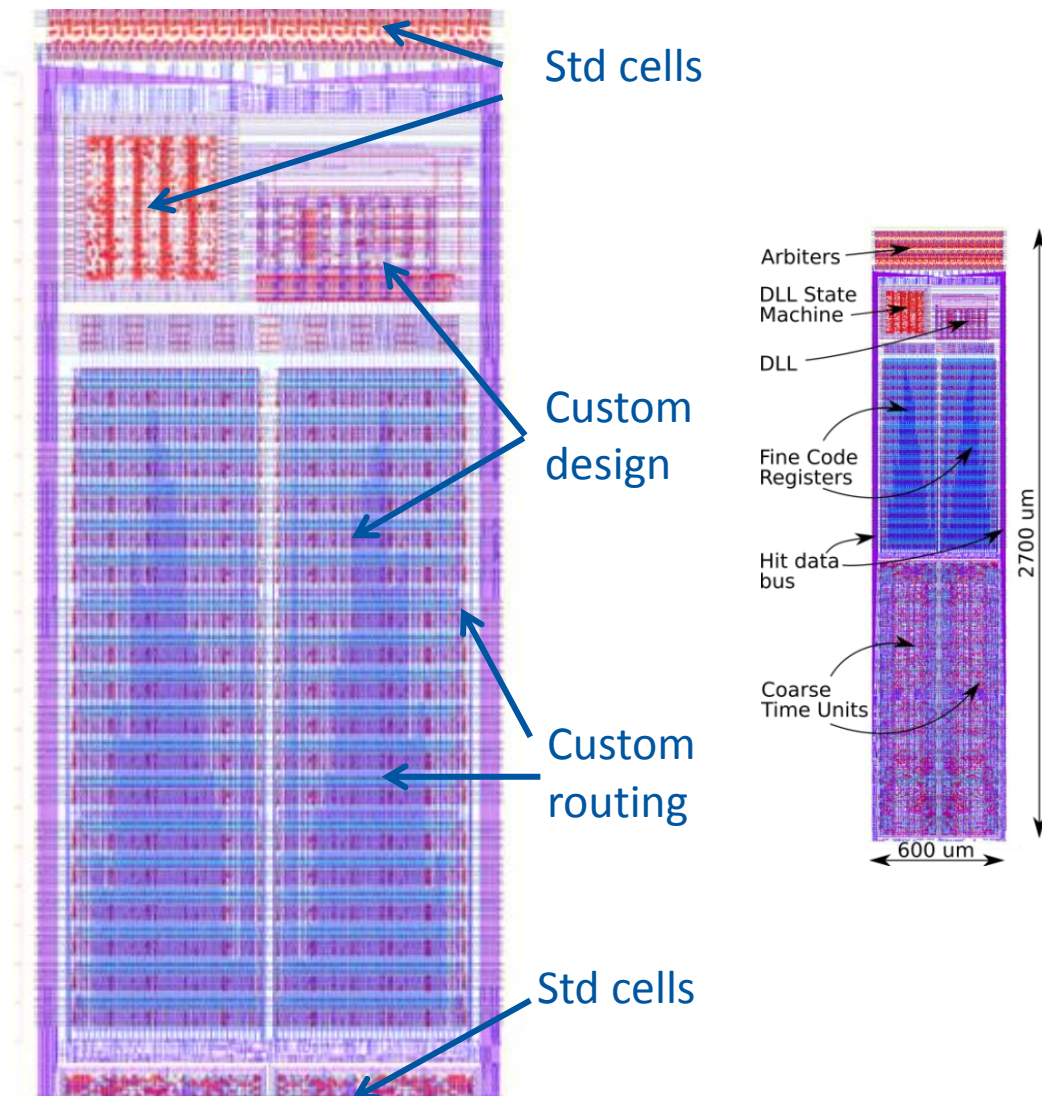 Std cells
Custom
design
Custom
routing
Std cells
Arbiters
DLL State
Machine
DLL
Fine Code
Registers
Hit data
bus
Coarse
Time Units
2700 um
600 um